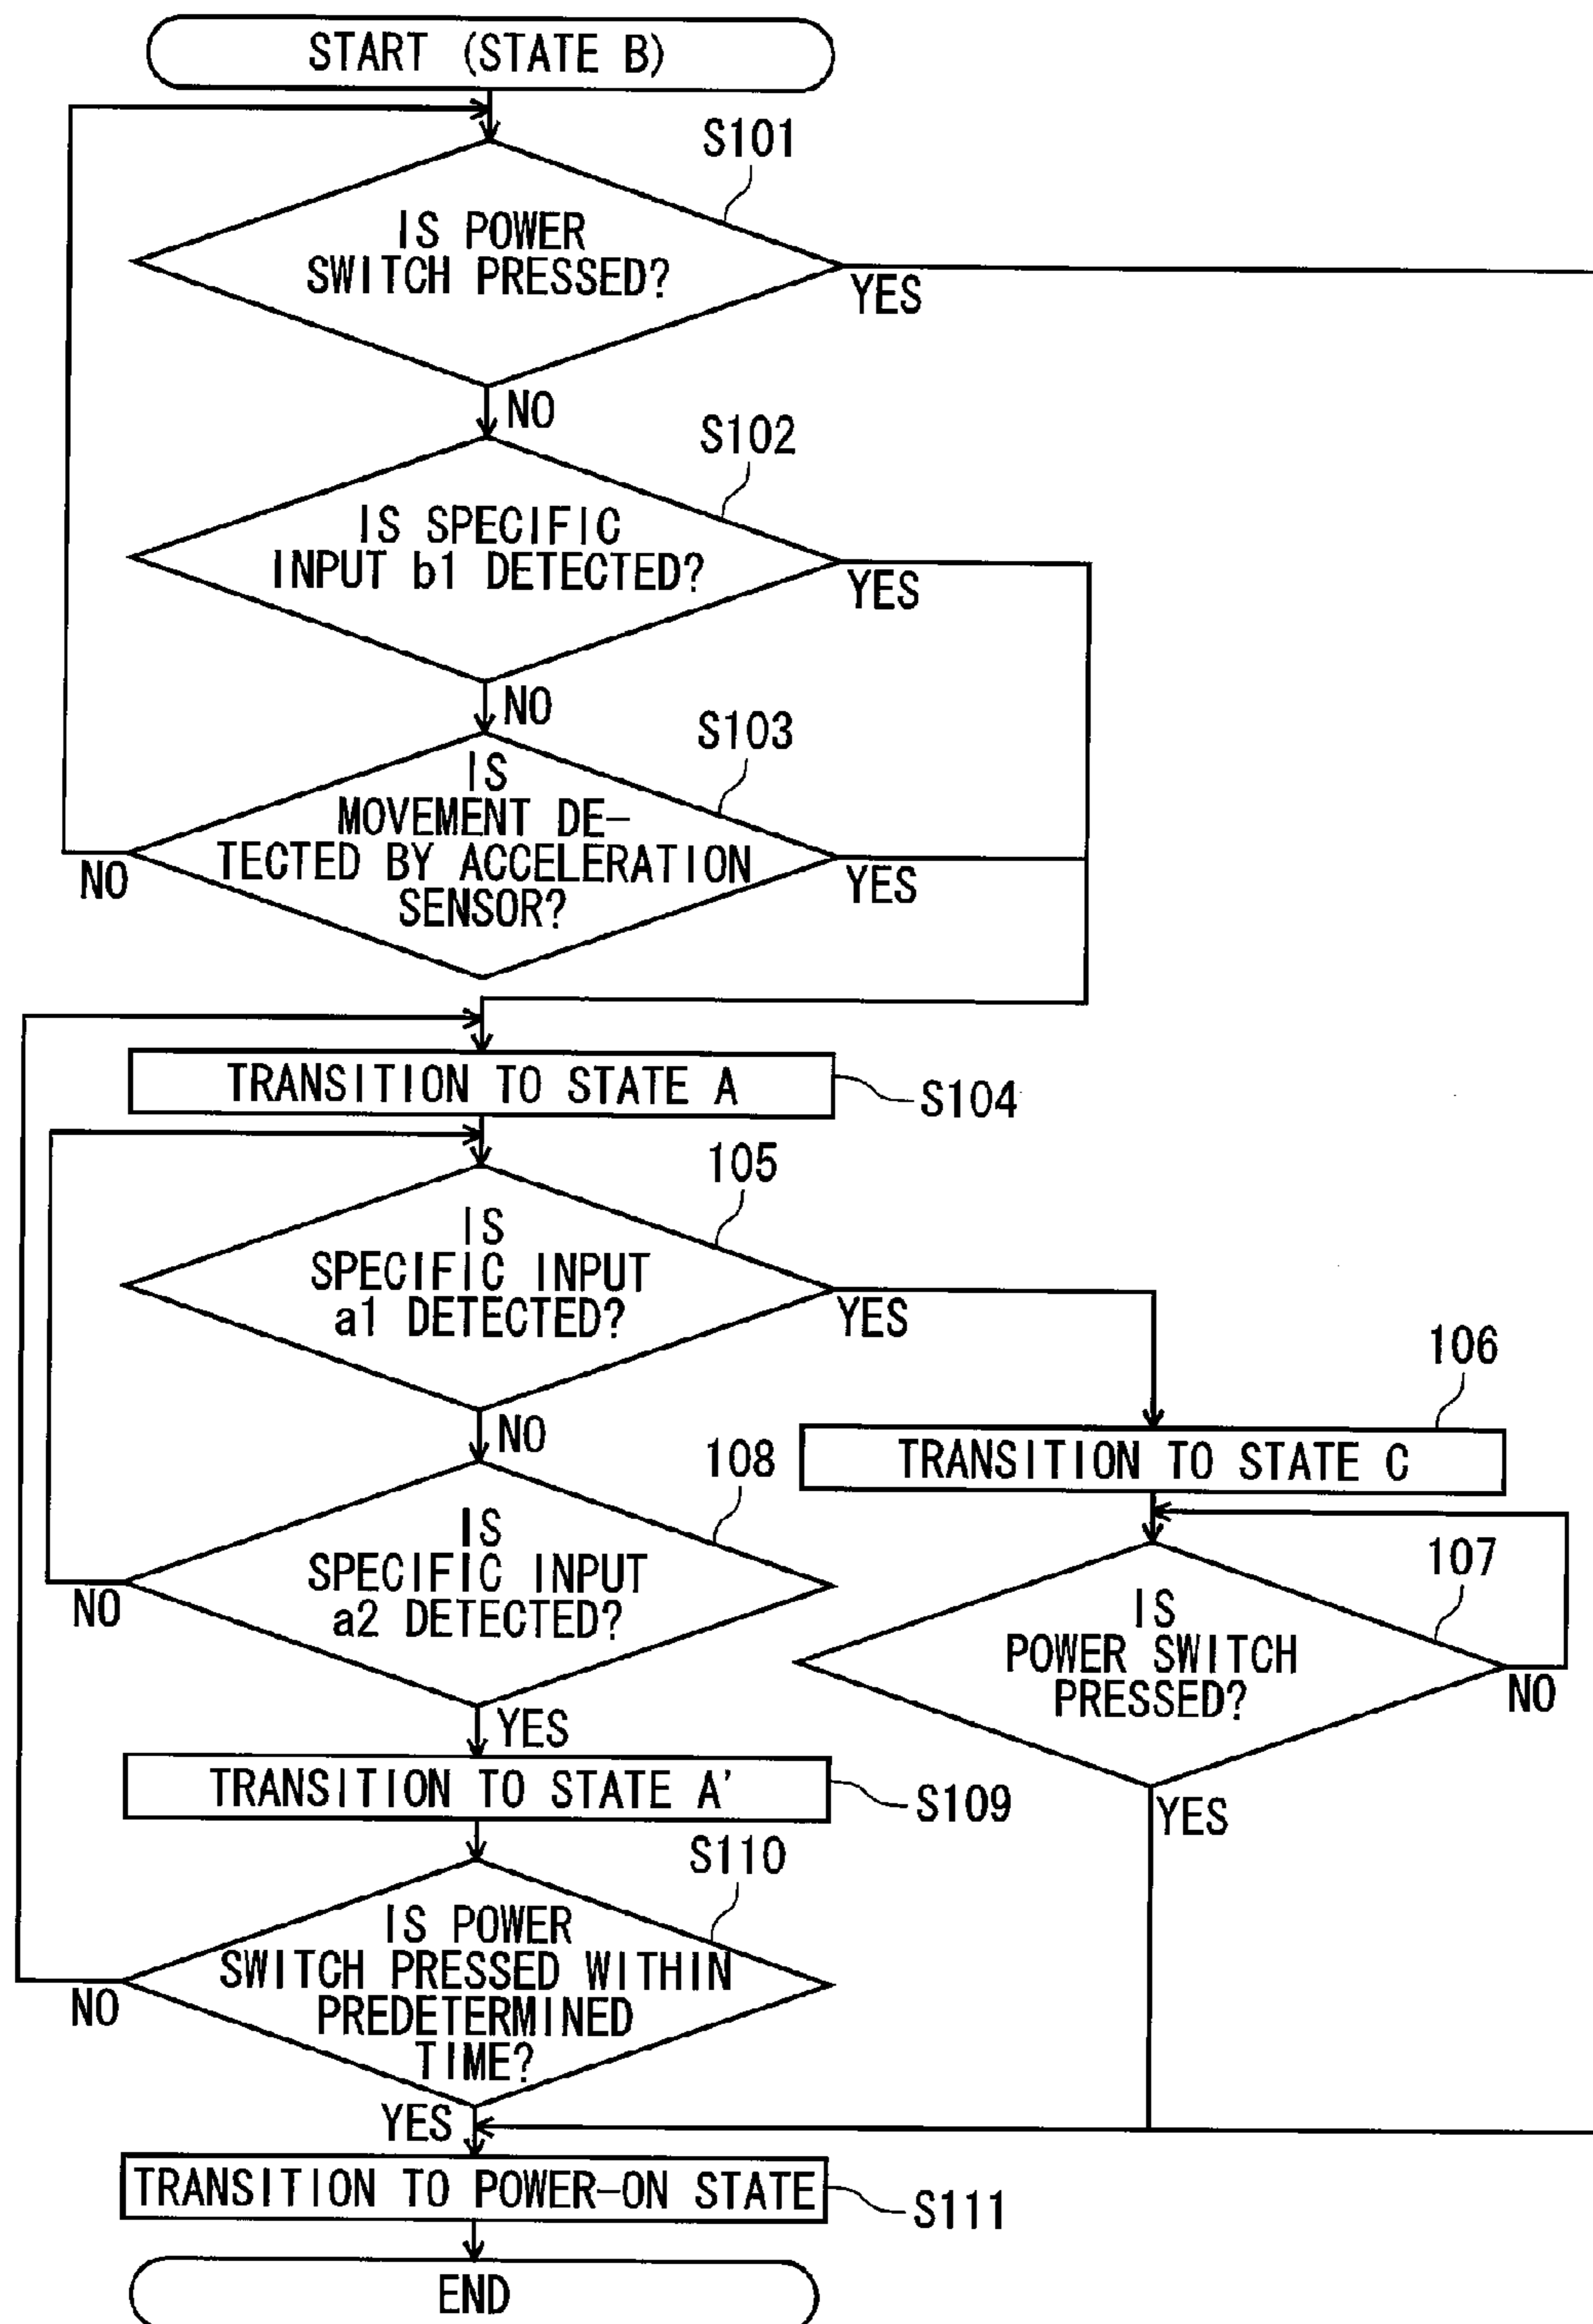 START (STATE B)
S101
IS POWER
SWITCH PRESSED?
YES
NO
S102
IS SPECIFIC
INPUT b1 DETECTED?
YES
NO
S103
IS
MOVEMENT DE-
TECTED BY ACCELERATION
SENSOR?
NO
YES
TRANSITION TO STATE A
S104
105
IS
SPECIFIC INPUT
a1 DETECTED?
YES
NO
106
TRANSITION TO STATE C
108
IS
SPECIFIC INPUT
a2 DETECTED?
NO
YES
107
IS
POWER SWITCH
PRESSED?
NO
YES
TRANSITION TO STATE A'
S109
S110
IS POWER
SWITCH PRESSED WITHIN
PREDETERMINED
TIME?
NO
YES
TRANSITION TO POWER-ON STATE
S111
END